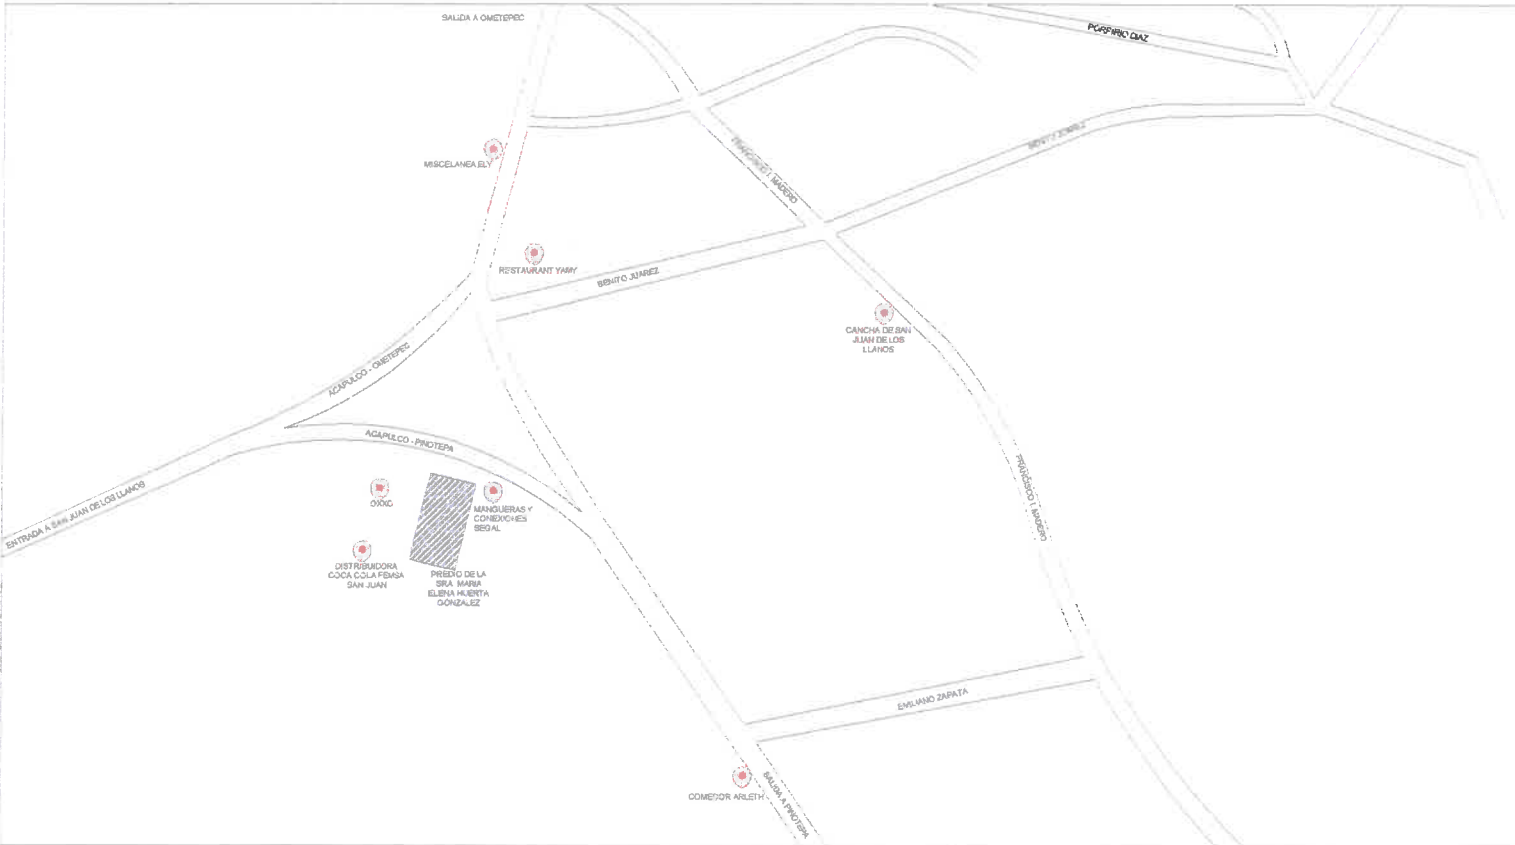 SALIDA A OMETEPEC
PORFIRIO DIAZ
MISCELANEA ELY
FRANCISCO I. MADERO
BENITO JUAREZ
RESTAURANT YAMY
BENITO JUAREZ
CANCHA DE SAN
JUAN DE LOS
LLANOS
ACAPULCO - OMETEPEC
ACAPULCO - PINOTEPA
ENTRADA A SAN JUAN DE LOS LLANOS
OXXO
MANGUERAS Y
CONEXIONES
SEGAL
FRANCISCO I. MADERO
DISTRIBUIDORA
COCA COLA FEMSA
SAN JUAN
PREDIO DE LA
SRA. MARIA
ELENA HUERTA
GONZALEZ
EMILIANO ZAPATA
COMEDOR ARLETH
SALIDA A PINOTEPA